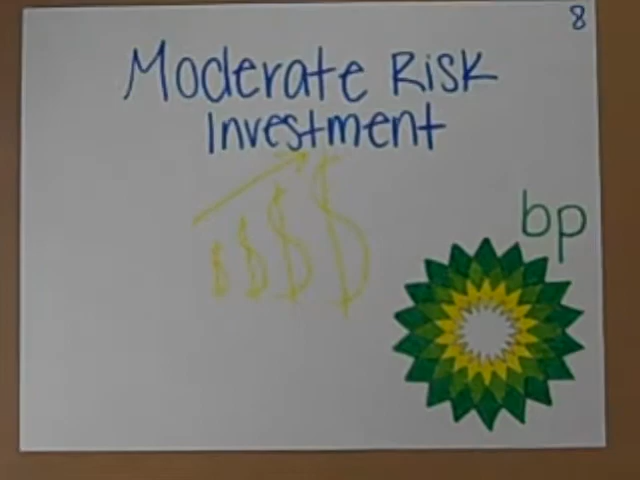 8
Moderate Risk
Investment
$ $ $ $
bp